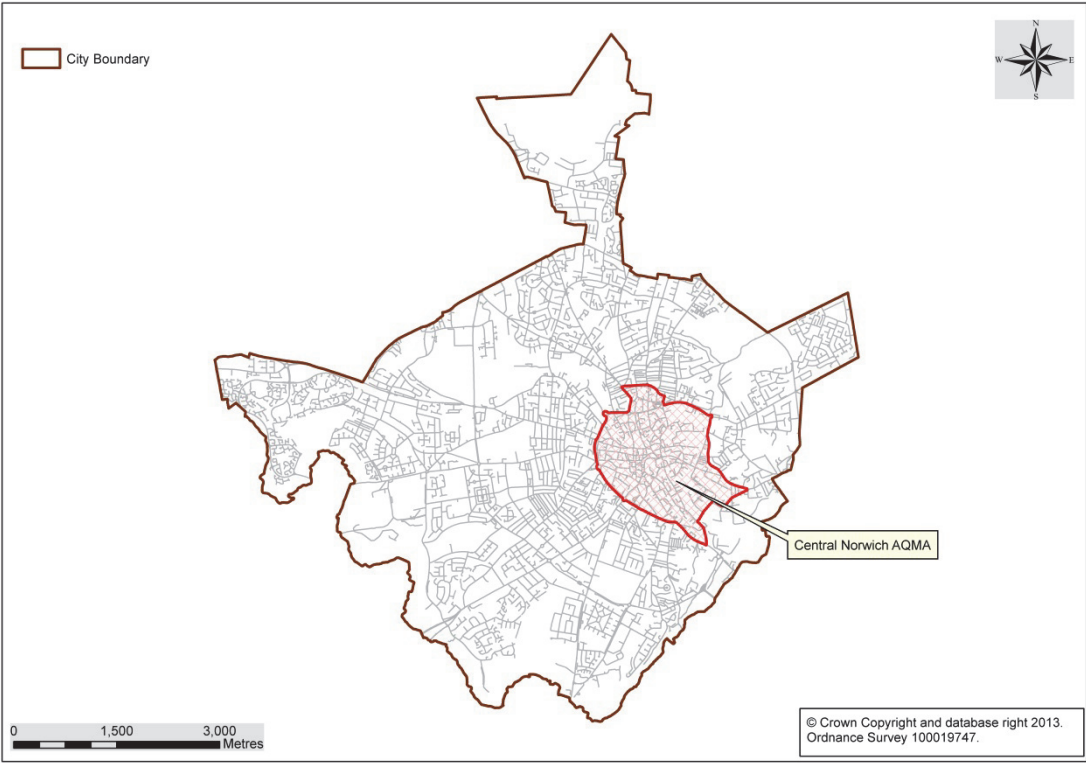 City Boundary
N
W E
S
Central Norwich AQMA
0 1,500 3,000
Metres
© Crown Copyright and database right 2013.
Ordnance Survey 100019747.